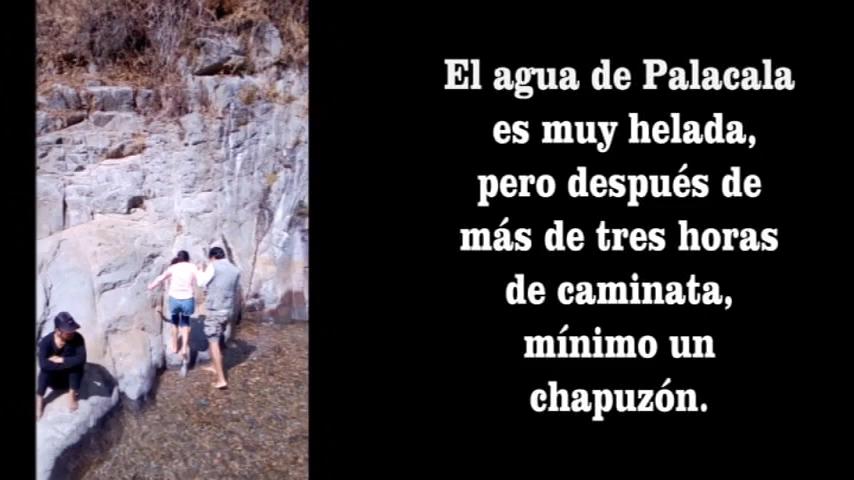 El agua de Palacala
es muy helada,
pero después de
más de tres horas
de caminata,
mínimo un
chapuzón.